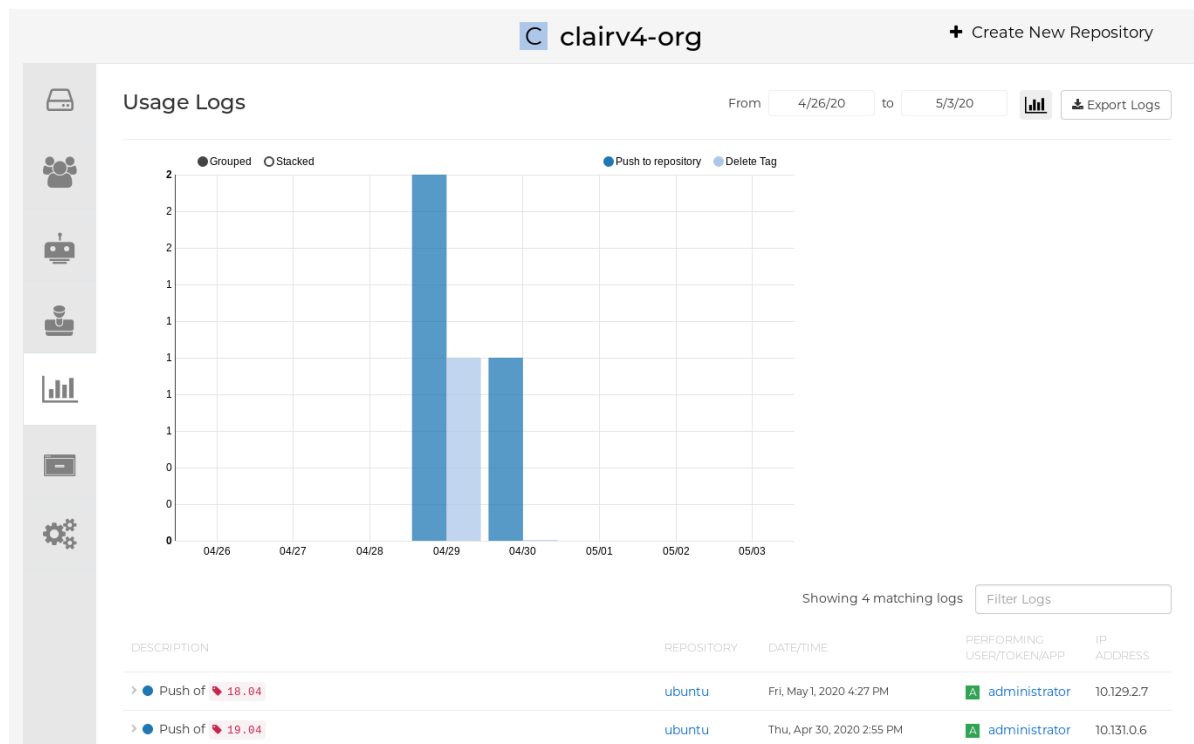 C clairv4-org
+ Create New Repository
Usage Logs
From 4/26/20 to 5/3/20
Export Logs
Grouped Stacked
Push to repository Delete Tag
2
2
2
1
1
1
1
1
0
0
0
04/26 04/27 04/28 04/29 04/30 05/01 05/02 05/03
Showing 4 matching logs
Filter Logs
DESCRIPTION REPOSITORY DATE/TIME PERFORMING USER/TOKEN/APP IP ADDRESS
Push of 18.04 ubuntu Fri, May 1, 2020 4:27 PM A administrator 10.129.2.7
Push of 19.04 ubuntu Thu, Apr 30, 2020 2:55 PM A administrator 10.131.0.6